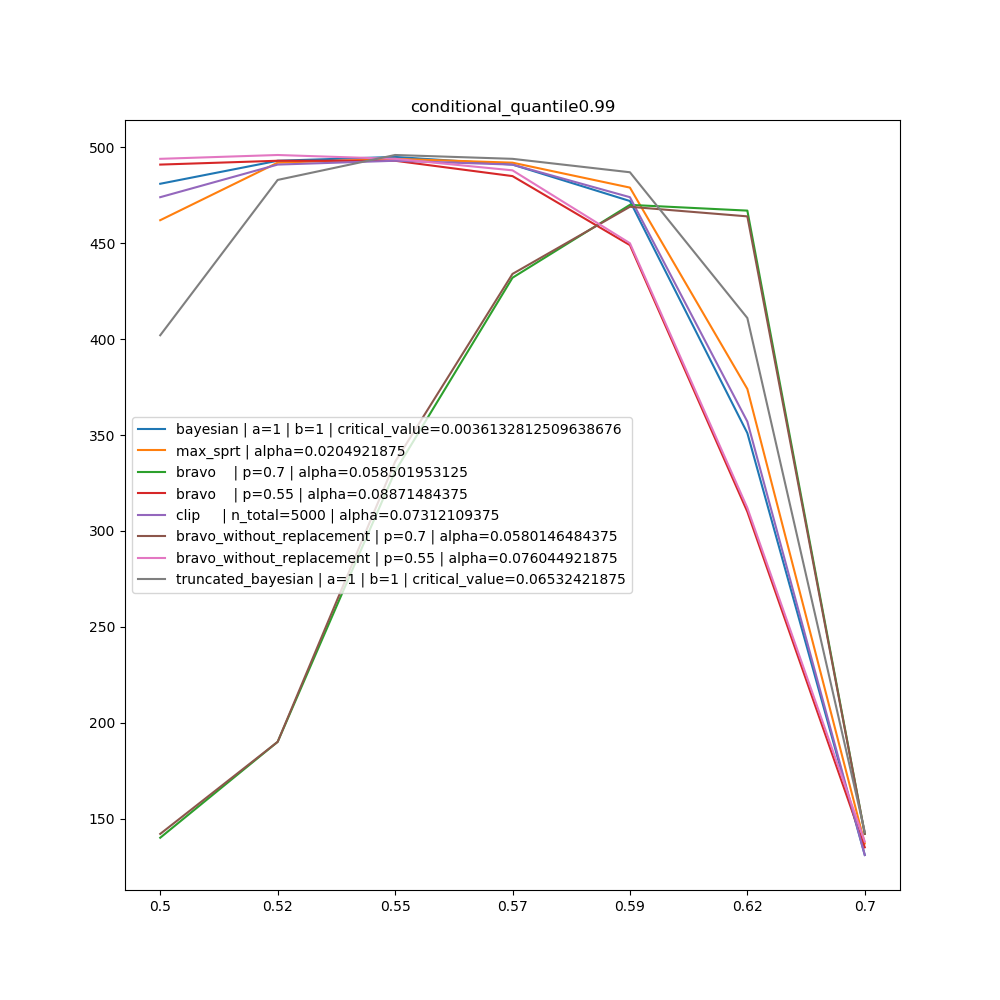 conditional_quantile0.99
500
450
400
350
300
250
200
150
bayesian | a=1 | b=1 | critical_value=0.0036132812509638676
max_sprt | alpha=0.0204921875
bravo    | p=0.7 | alpha=0.058501953125
bravo    | p=0.55 | alpha=0.08871484375
clip     | n_total=5000 | alpha=0.07312109375
bravo_without_replacement | p=0.7 | alpha=0.0580146484375
bravo_without_replacement | p=0.55 | alpha=0.076044921875
truncated_bayesian | a=1 | b=1 | critical_value=0.06532421875
0.5 0.52 0.55 0.57 0.59 0.62 0.7